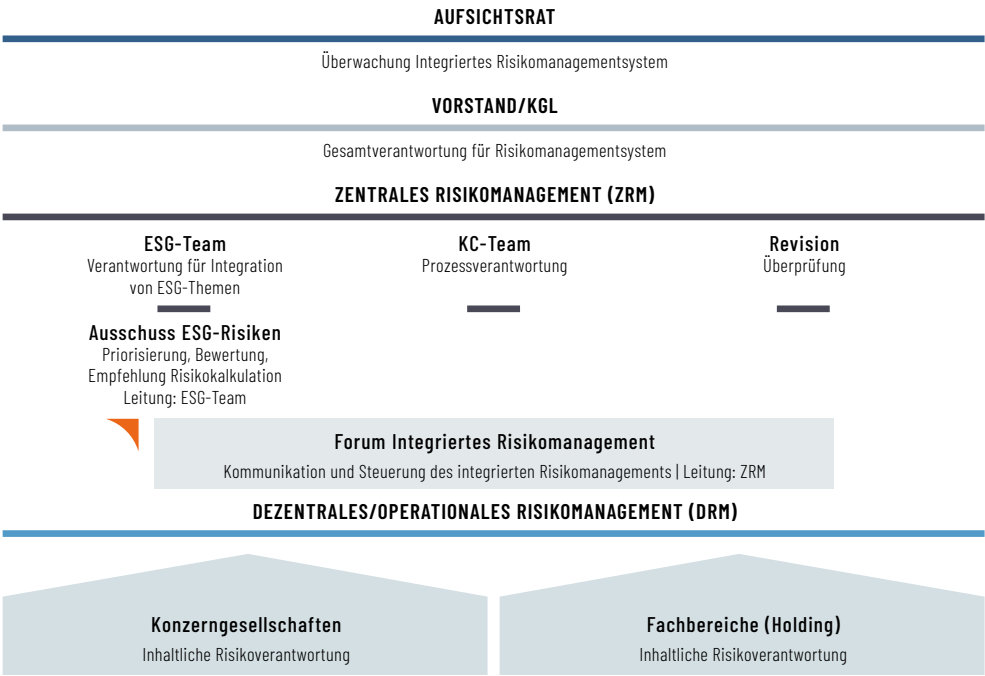 AUFSICHTSRAT
Überwachung Integriertes Risikomanagementsystem
VORSTAND/KGL
Gesamtverantwortung für Risikomanagementsystem
ZENTRALES RISIKOMANAGEMENT (ZRM)
ESG-Team
Verantwortung für Integration
von ESG-Themen
KC-Team
Prozessverantwortung
Revision
Überprüfung
Ausschuss ESG-Risiken
Priorisierung, Bewertung,
Empfehlung Risikokalkulation
Leitung: ESG-Team
Forum Integriertes Risikomanagement
Kommunikation und Steuerung des integrierten Risikomanagements | Leitung: ZRM
DEZENTRALES/OPERATIONALES RISIKOMANAGEMENT (DRM)
Konzerngesellschaften
Inhaltliche Risikoverantwortung
Fachbereiche (Holding)
Inhaltliche Risikoverantwortung